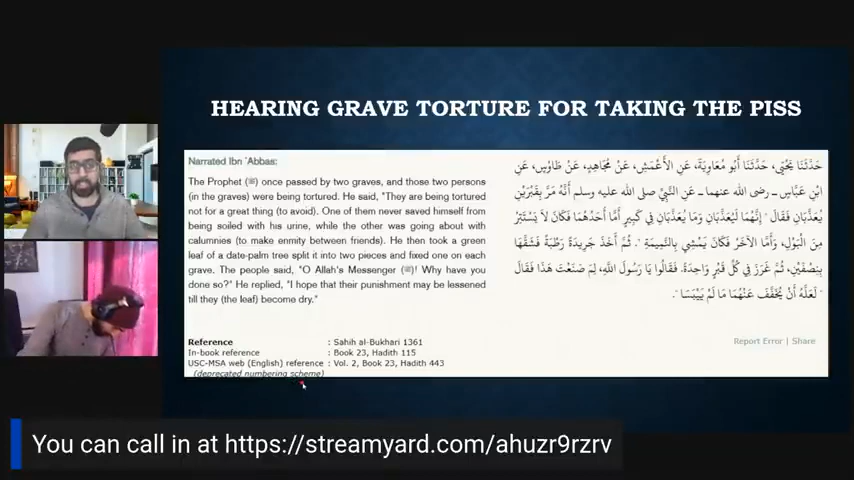 HEARING GRAVE TORTURE FOR TAKING THE PISS
Narrated Ibn `Abbas:
The Prophet (ﷺ) once passed by two graves, and those two persons
(in the graves) were being tortured. He said, "They are being tortured
not for a great thing (to avoid). One of them never saved himself from
being soiled with his urine, while the other was going about with
calumnies (to make enmity between friends). He then took a green
leaf of a date-palm tree split it into two pieces and fixed one on each
grave. The people said, "O Allah's Messenger (ﷺ)! Why have you
done so?" He replied, "I hope that their punishment may be lessened
till they (the leaf) become dry."
حَدَّثَنَا يَحْيَى، حَدَّثَنَا أَبُو مُعَاوِيَةَ، عَنِ الأَعْمَشِ، عَنْ مُجَاهِدٍ، عَنْ طَاوُسٍ، عَنِ
ابْنِ عَبَّاسٍ ـ رضى الله عنهما ـ عَنِ النَّبِيِّ صلى الله عليه وسلم أَنَّهُ مَرَّ بِقَبْرَيْنِ
يُعَذَّبَانِ فَقَالَ ‏"‏ إِنَّهُمَا لَيُعَذَّبَانِ وَمَا يُعَذَّبَانِ فِي كَبِيرٍ أَمَّا أَحَدُهُمَا فَكَانَ لاَ يَسْتَتِرُ
مِنَ الْبَوْلِ، وَأَمَّا الآخَرُ فَكَانَ يَمْشِي بِالنَّمِيمَةِ ‏"‏‏.‏ ثُمَّ أَخَذَ جَرِيدَةً رَطْبَةً فَشَقَّهَا
بِنِصْفَيْنِ، ثُمَّ غَرَزَ فِي كُلِّ قَبْرٍ وَاحِدَةً‏.‏ فَقَالُوا يَا رَسُولَ اللَّهِ، لِمَ صَنَعْتَ هَذَا فَقَالَ
‏"‏ لَعَلَّهُ أَنْ يُخَفَّفَ عَنْهُمَا مَا لَمْ يَيْبَسَا ‏"‏‏.‏
Reference : Sahih al-Bukhari 1361
In-book reference : Book 23, Hadith 115
USC-MSA web (English) reference : Vol. 2, Book 23, Hadith 443
(deprecated numbering scheme)
Report Error | Share
You can call in at https://streamyard.com/ahuzr9rzrv